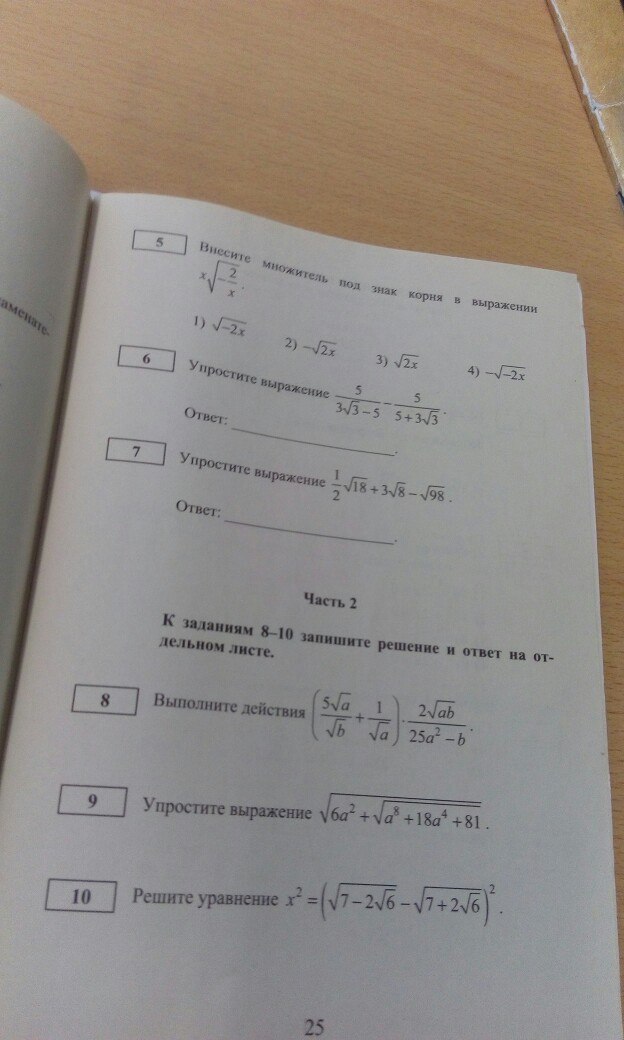 5 Внесите множитель под знак корня в выражении
x√(−2/x).
1) √(−2x) 2) −√(2x) 3) √(2x) 4) −√(−2x)
6 Упростите выражение 5/(3√3−5) − 5/(5+3√3).
Ответ: ____________.
7 Упростите выражение 1/2 √18 + 3√8 − √98.
Ответ: ____________.
Часть 2
К заданиям 8–10 запишите решение и ответ на от-
дельном листе.
8 Выполните действия (5√a/√b + 1/√a) · 2√(ab)/(25a² − b).
9 Упростите выражение √(6a² + √(a⁸ + 18a⁴ + 81)).
10 Решите уравнение x² = (√(7 − 2√6) − √(7 + 2√6))².
25